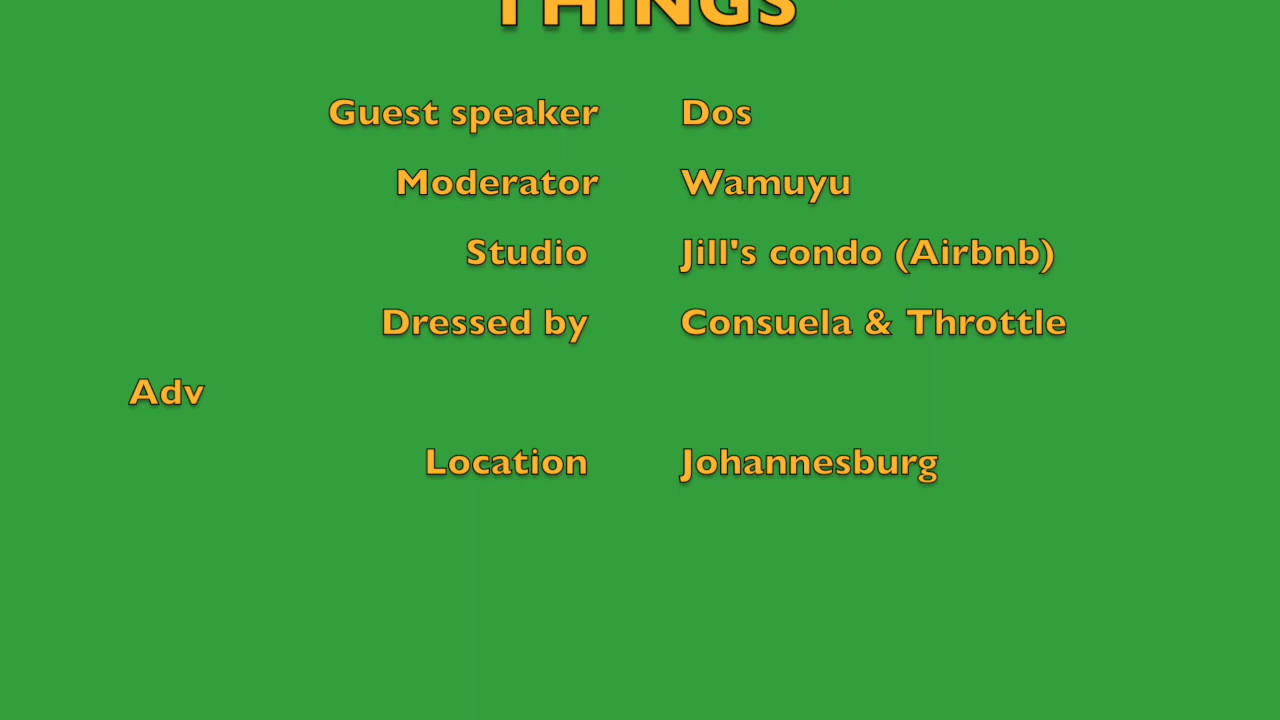 THINGS
Guest speaker Dos
Moderator Wamuyu
Studio Jill's condo (Airbnb)
Dressed by Consuela & Throttle
Adv
Location Johannesburg